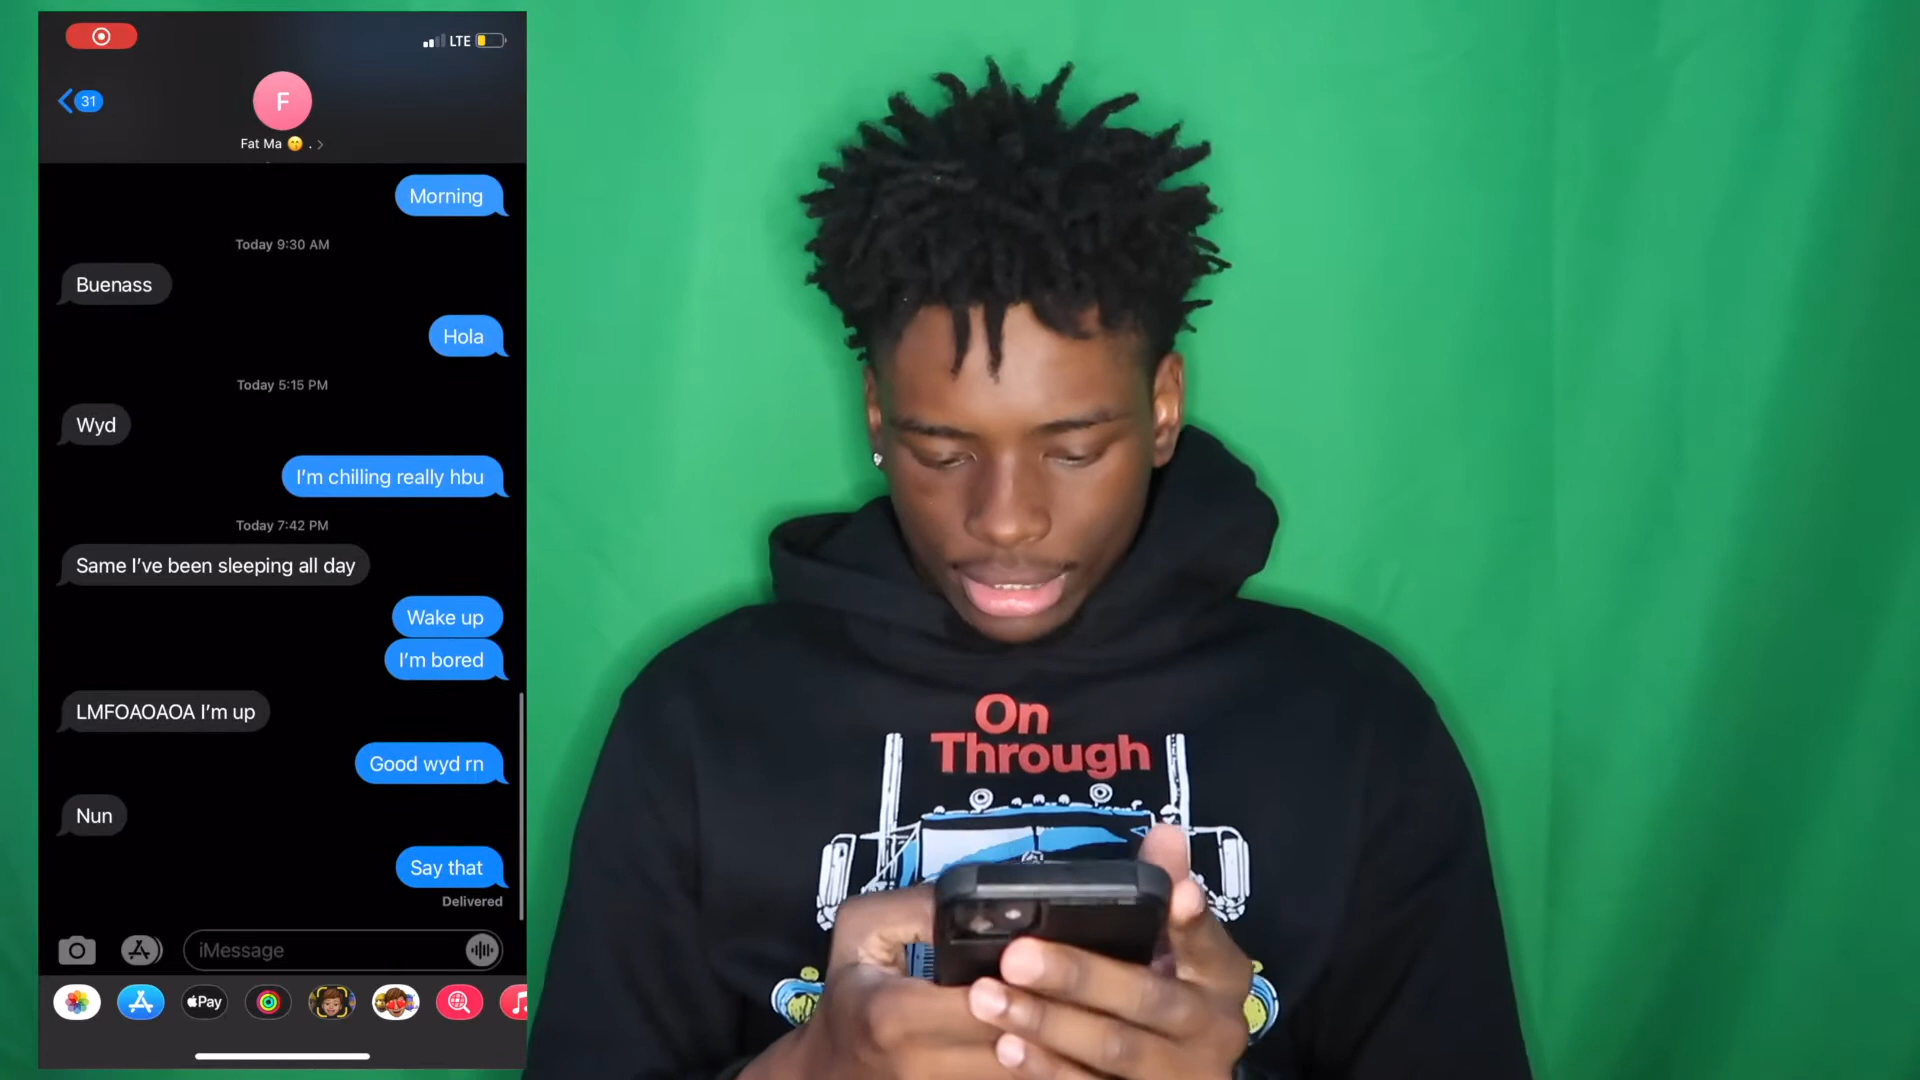 LTE
31
F
Fat Ma 😙 .
Morning
Today 9:30 AM
Buenass
Hola
Today 5:15 PM
Wyd
I'm chilling really hbu
Today 7:42 PM
Same I've been sleeping all day
Wake up
I'm bored
LMFOAOAOA I'm up
Good wyd rn
Nun
Say that
Delivered
iMessage
Pay
On
Through